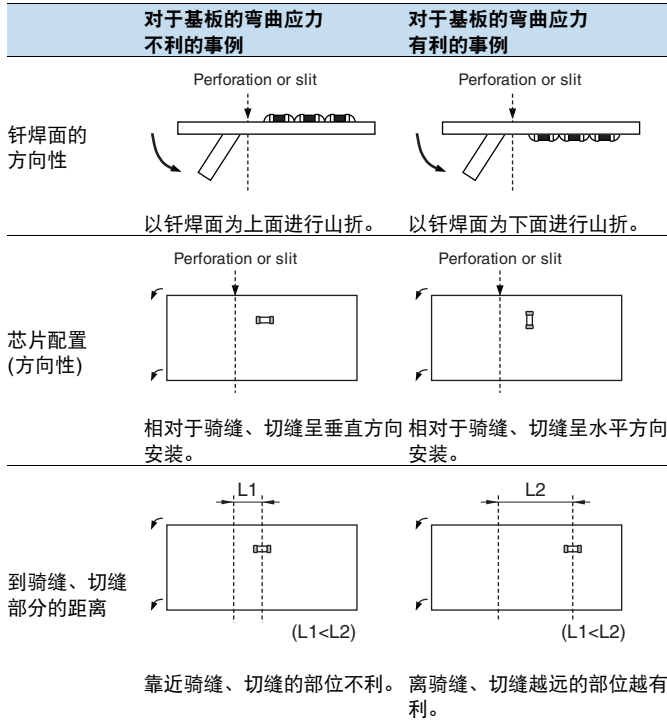 对于基板的弯曲应力
不利的事例
对于基板的弯曲应力
有利的事例
钎焊面的
方向性
Perforation or slit
以钎焊面为上面进行山折。
Perforation or slit
以钎焊面为下面进行山折。
芯片配置
(方向性)
Perforation or slit
相对于骑缝、切缝呈垂直方向
安装。
Perforation or slit
相对于骑缝、切缝呈水平方向
安装。
到骑缝、切缝
部分的距离
L1
(L1<L2)
靠近骑缝、切缝的部位不利。
L2
(L1<L2)
离骑缝、切缝越远的部位越有
利。